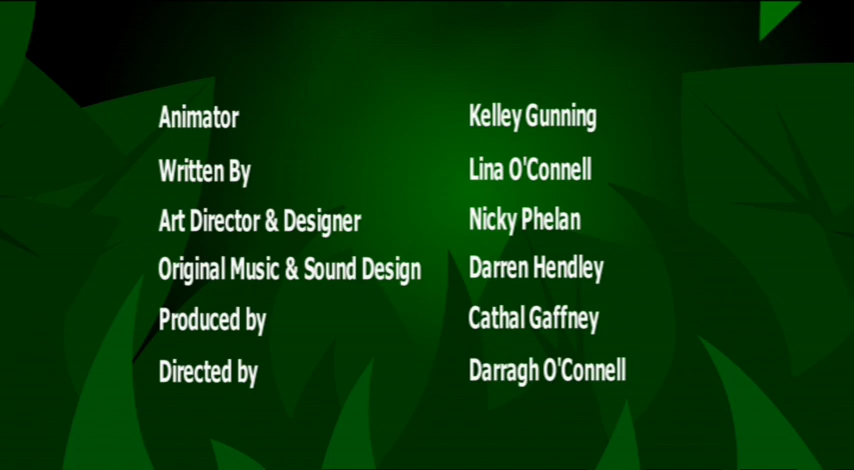 Animator Kelley Gunning
Written By Lina O'Connell
Art Director & Designer Nicky Phelan
Original Music & Sound Design Darren Hendley
Produced by Cathal Gaffney
Directed by Darragh O'Connell